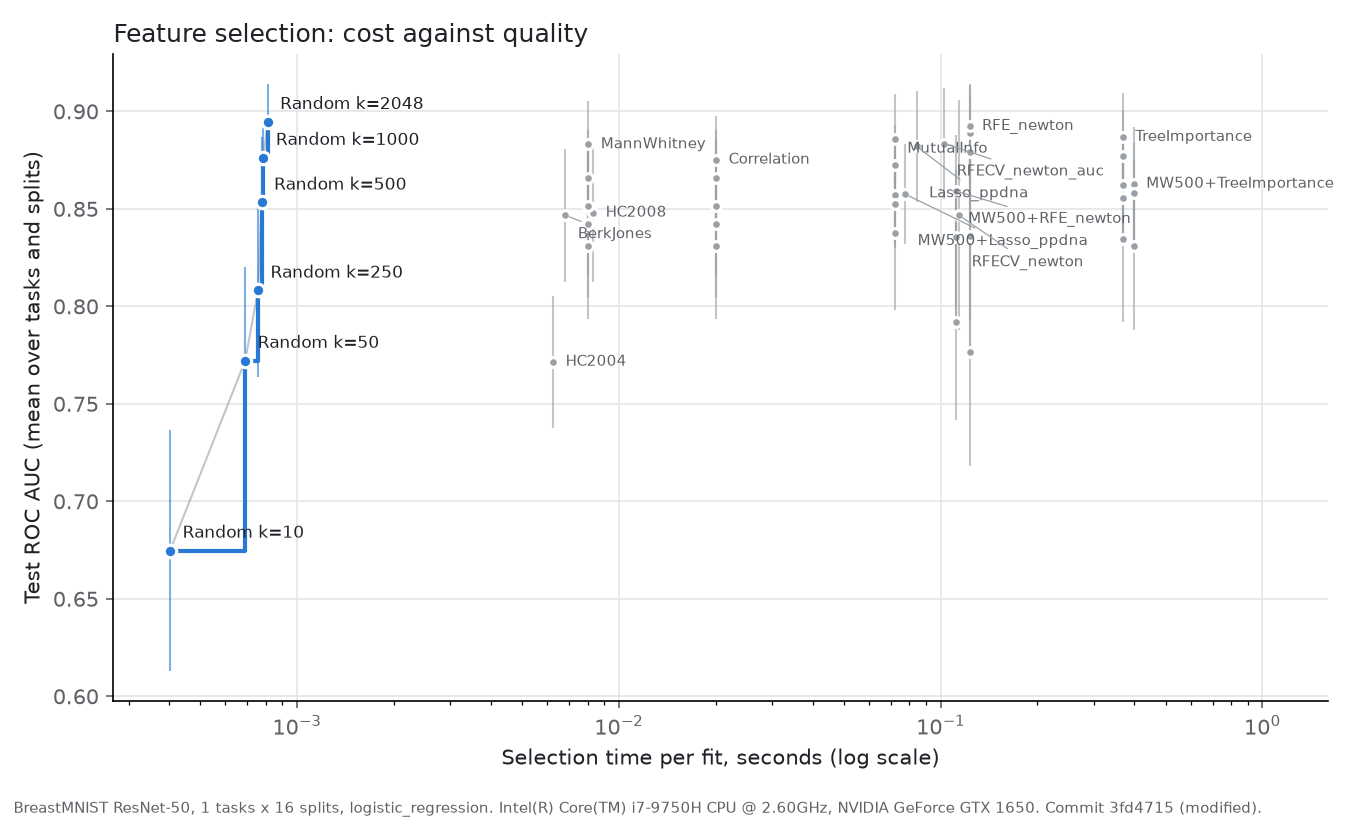 Feature selection: cost against quality
Test ROC AUC (mean over tasks and splits)
0.90
0.85
0.80
0.75
0.70
0.65
0.60
Random k=2048
Random k=1000
Random k=500
Random k=250
Random k=50
Random k=10
MannWhitney
HC2008
BerkJones
HC2004
Correlation
RFE_newton
MutualInfo
RFECV_newton_auc
Lasso_ppdna
MW500+RFE_newton
MW500+Lasso_ppdna
RFECV_newton
TreeImportance
MW500+TreeImportance
10⁻³
10⁻²
10⁻¹
10⁰
Selection time per fit, seconds (log scale)
BreastMNIST ResNet-50, 1 tasks x 16 splits, logistic_regression. Intel(R) Core(TM) i7-9750H CPU @ 2.60GHz, NVIDIA GeForce GTX 1650. Commit 3fd4715 (modified).